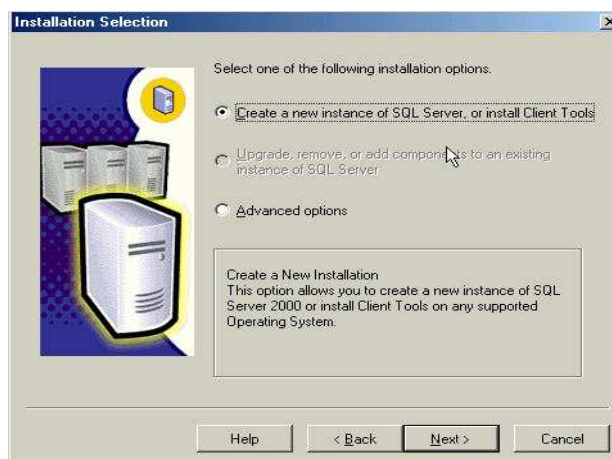 Installation Selection
Select one of the following installation options.
Create a new instance of SQL Server, or install Client Tools
Upgrade, remove, or add components to an existing
instance of SQL Server
Advanced options
Create a New Installation
This option allows you to create a new instance of SQL
Server 2000 or install Client Tools on any supported
Operating System.
Help
< Back
Next >
Cancel